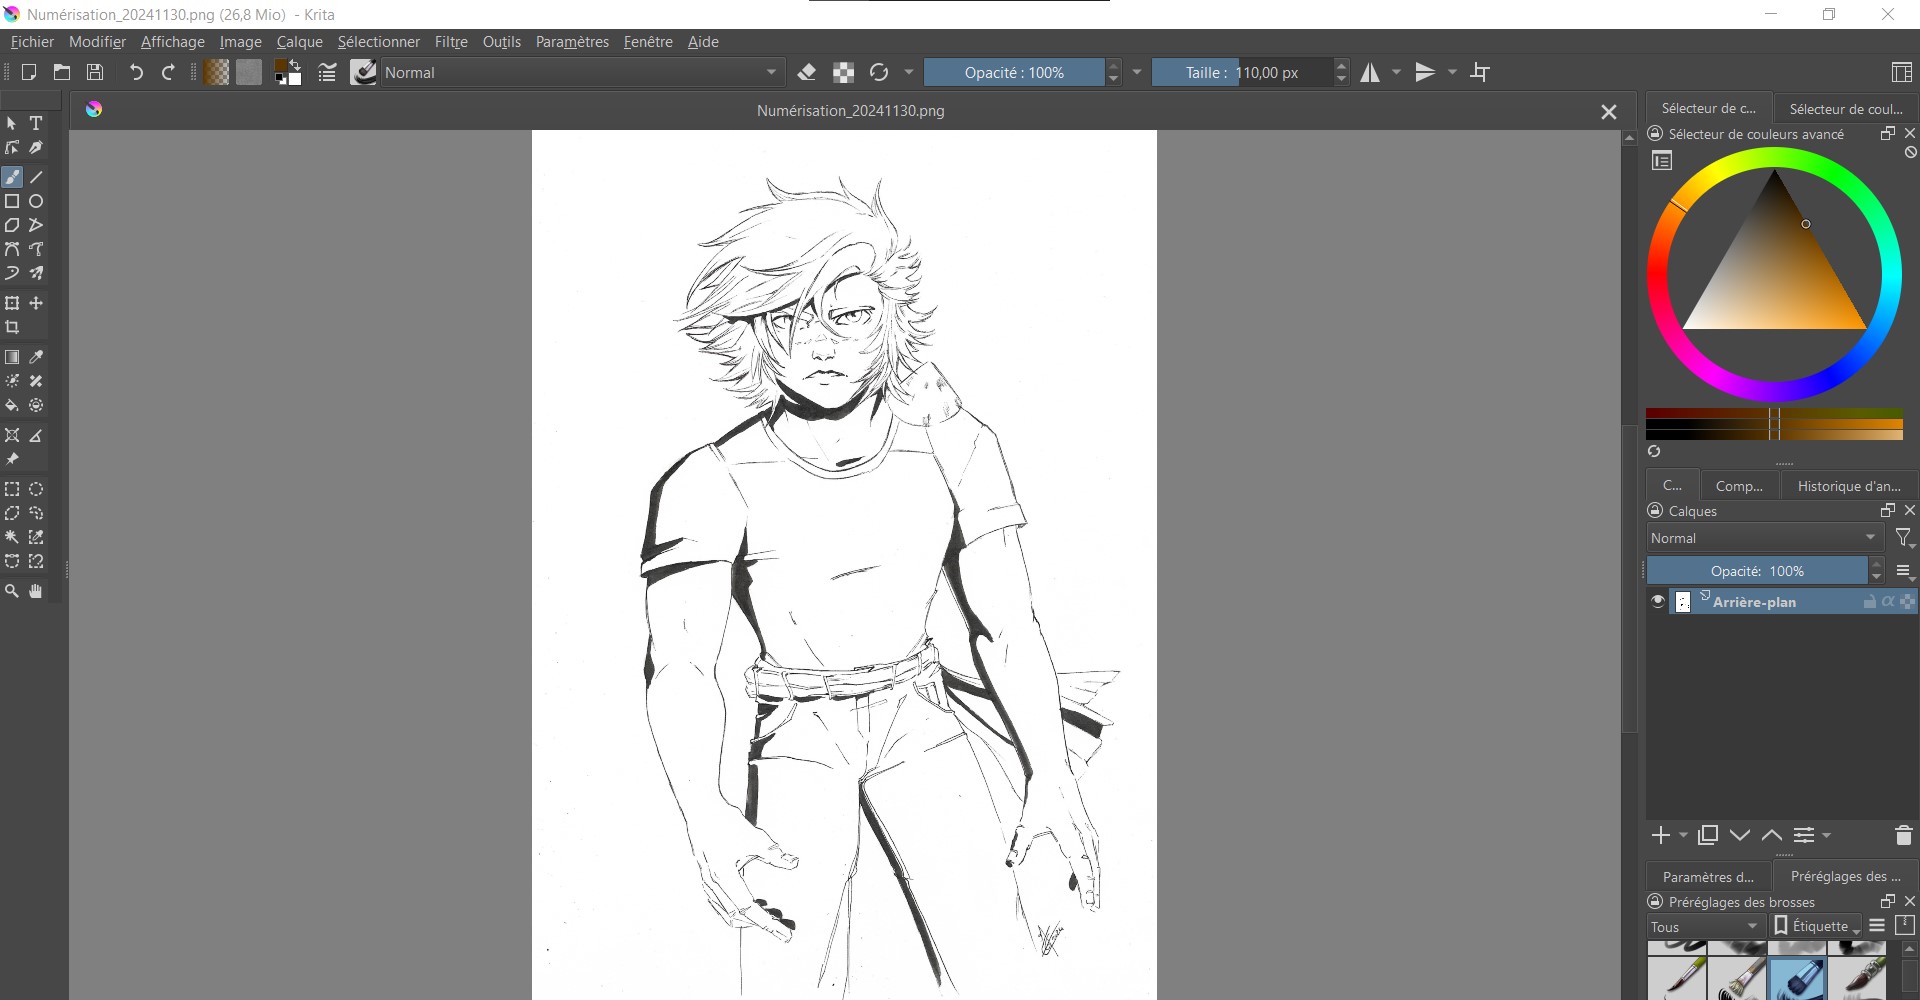 Numérisation_20241130.png (26,8 Mio) - Krita
Fichier Modifier Affichage Image Calque Sélectionner Filtre Outils Paramètres Fenêtre Aide
Normal
Opacité : 100%
Taille : 110,00 px
Numérisation_20241130.png
Sélecteur de c...
Sélecteur de coul...
Sélecteur de couleurs avancé
C...
Comp...
Historique d'an...
Calques
Normal
Opacité: 100%
Arrière-plan
Paramètres d...
Préréglages des ...
Préréglages des brosses
Tous
Étiquette